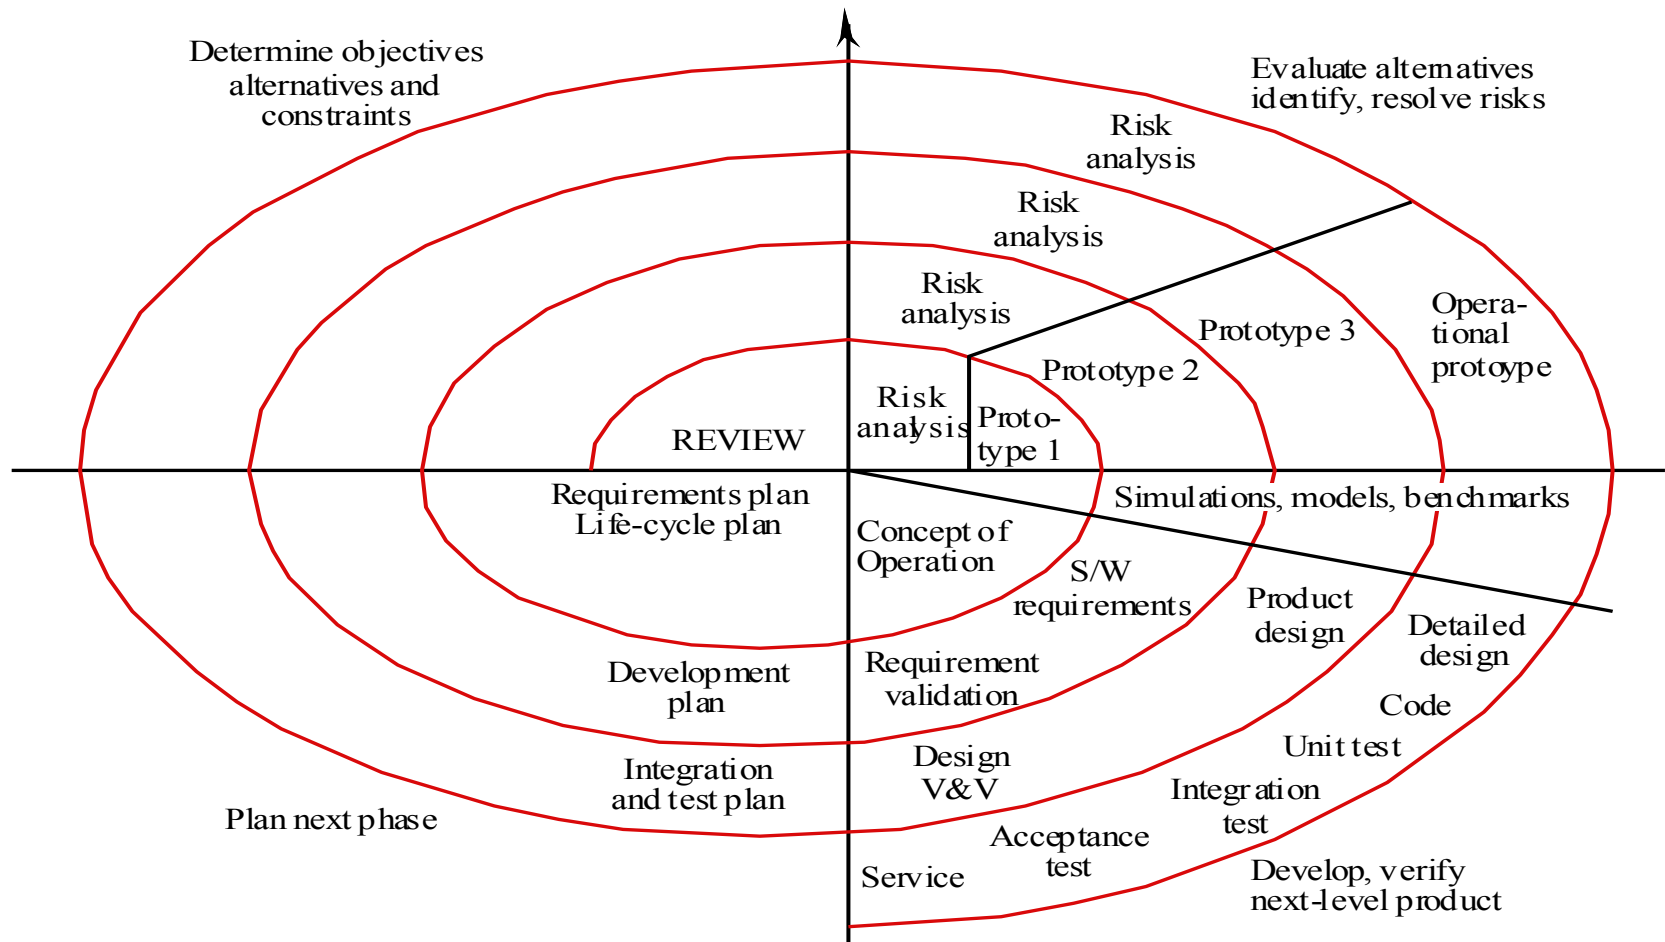 Determine objectives
alternatives and
constraints
Evaluate alternatives
identify, resolve risks
Risk
analysis
Risk
analysis
Risk
analysis
Risk
analysis
Proto-
type 1
Prototype 2
Prototype 3
Opera-
tional
protoype
REVIEW
Requirements plan
Life-cycle plan
Simulations, models, benchmarks
Concept of
Operation
S/W
requirements
Product
design
Detailed
design
Development
plan
Requirement
validation
Code
Unit test
Integration
and test plan
Design
V&V
Integration
test
Plan next phase
Acceptance
test
Service
Develop, verify
next-level product